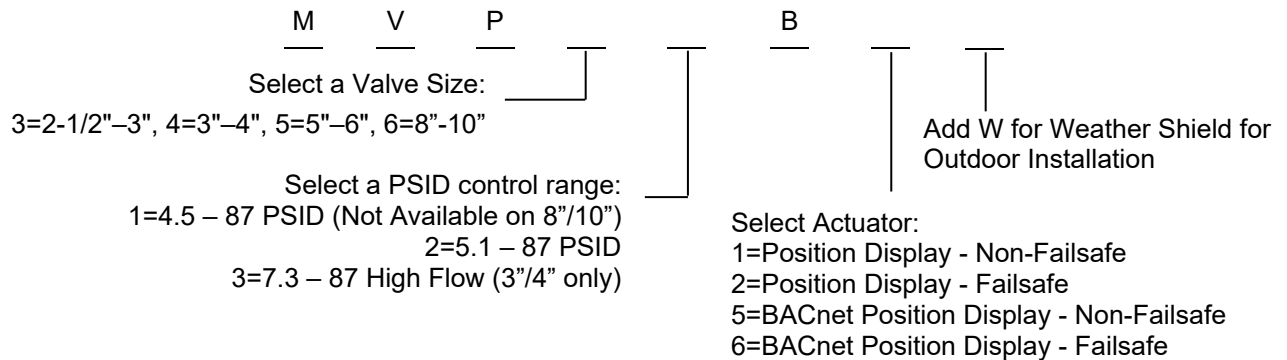 M V P B
Select a Valve Size:
3=2-1/2"–3", 4=3"–4", 5=5"–6", 6=8”-10”
Add W for Weather Shield for
Outdoor Installation
Select a PSID control range:
1=4.5 – 87 PSID (Not Available on 8”/10”)
2=5.1 – 87 PSID
3=7.3 – 87 High Flow (3”/4” only)
Select Actuator:
1=Position Display - Non-Failsafe
2=Position Display - Failsafe
5=BACnet Position Display - Non-Failsafe
6=BACnet Position Display - Failsafe